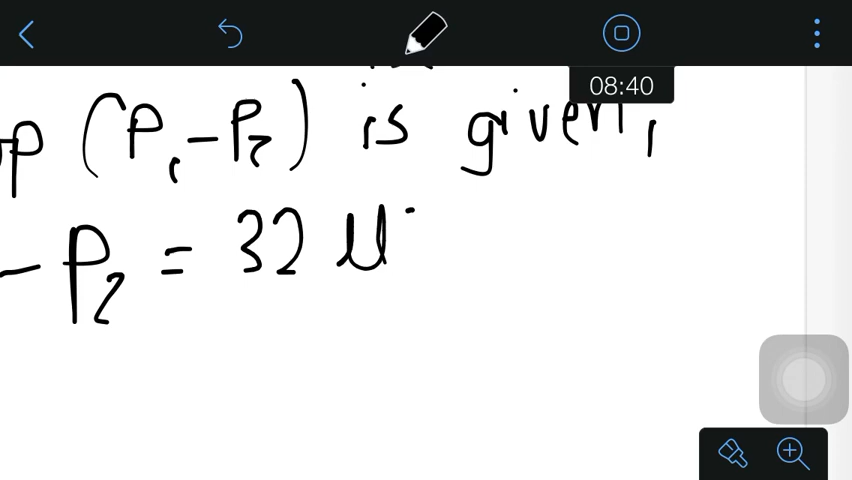 08:40
p (P₁ - P₂) is given,
- P₂ = 32 μ